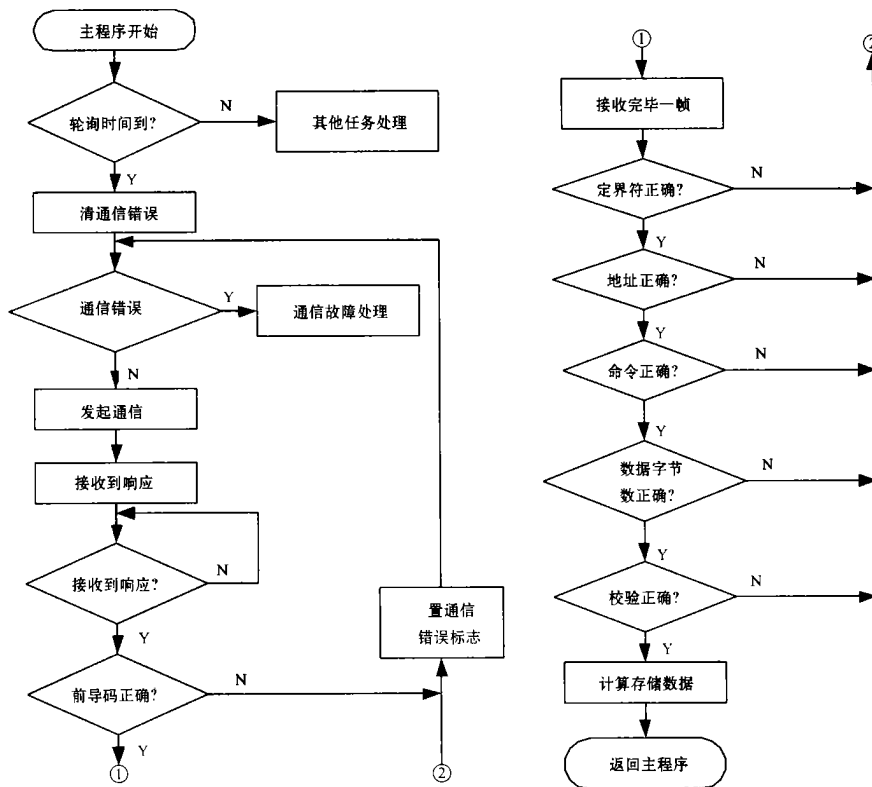 主程序开始
轮询时间到?
N
其他任务处理
Y
清通信错误
通信错误
Y
通信故障处理
N
发起通信
接收到响应
接收到响应?
N
Y
置通信
错误标志
前导码正确?
N
Y
①
②
①
②
接收完毕一帧
定界符正确?
N
Y
地址正确?
N
Y
命令正确?
N
Y
数据字节
数正确?
N
Y
校验正确?
N
Y
计算存储数据
返回主程序